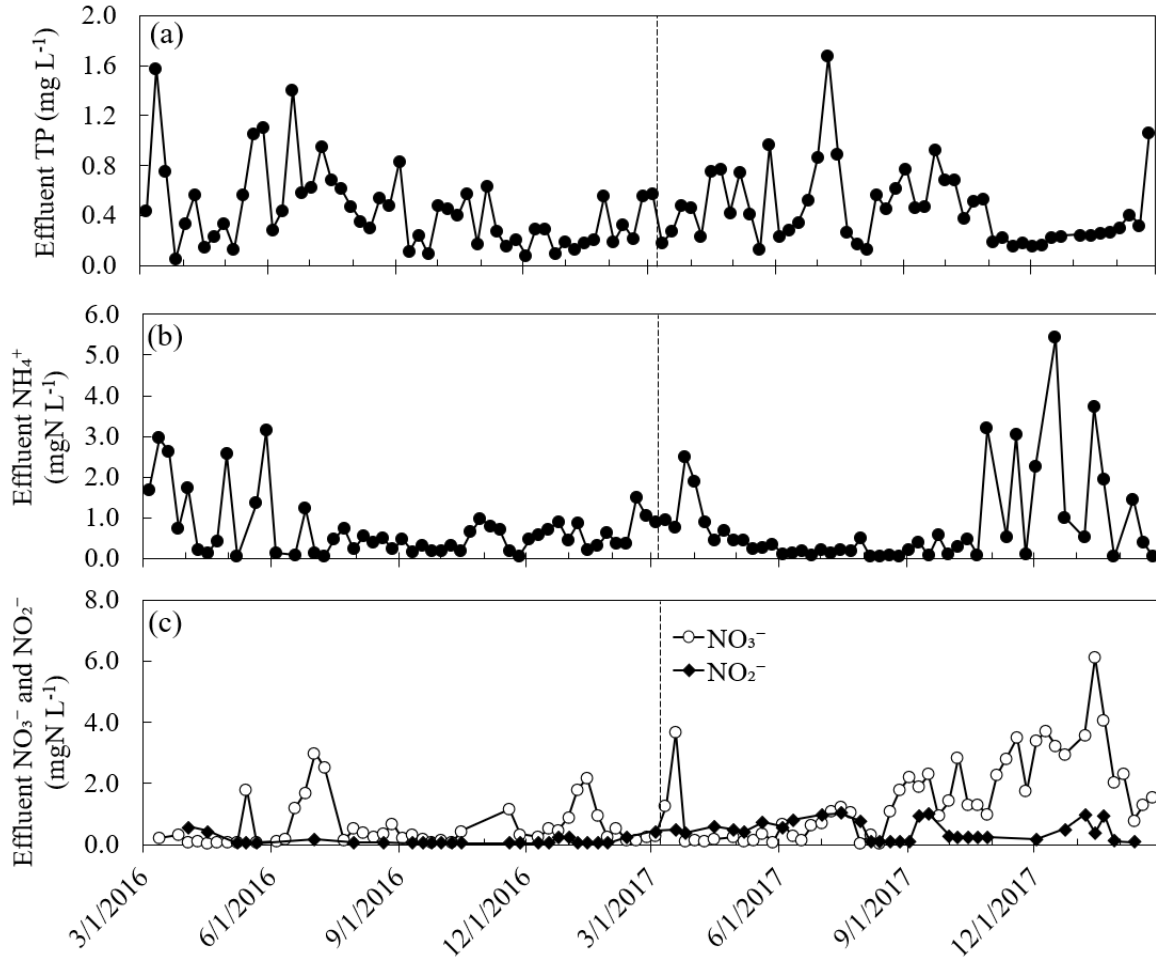 (a)
Effluent TP (mg L⁻¹)
2.0
1.6
1.2
0.8
0.4
0.0
(b)
Effluent NH₄⁺
(mgN L⁻¹)
6.0
5.0
4.0
3.0
2.0
1.0
0.0
(c)
Effluent NO₃⁻ and NO₂⁻
(mgN L⁻¹)
8.0
6.0
4.0
2.0
0.0
NO₃⁻
NO₂⁻
3/1/2016
6/1/2016
9/1/2016
12/1/2016
3/1/2017
6/1/2017
9/1/2017
12/1/2017